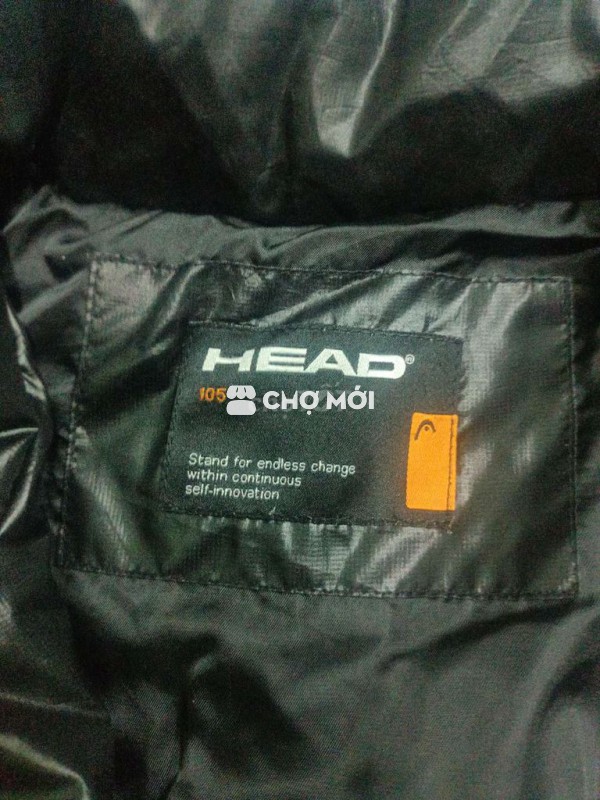 HEAD®
105
CHỢ MỚI
Stand for endless change
within continuous
self-innovation